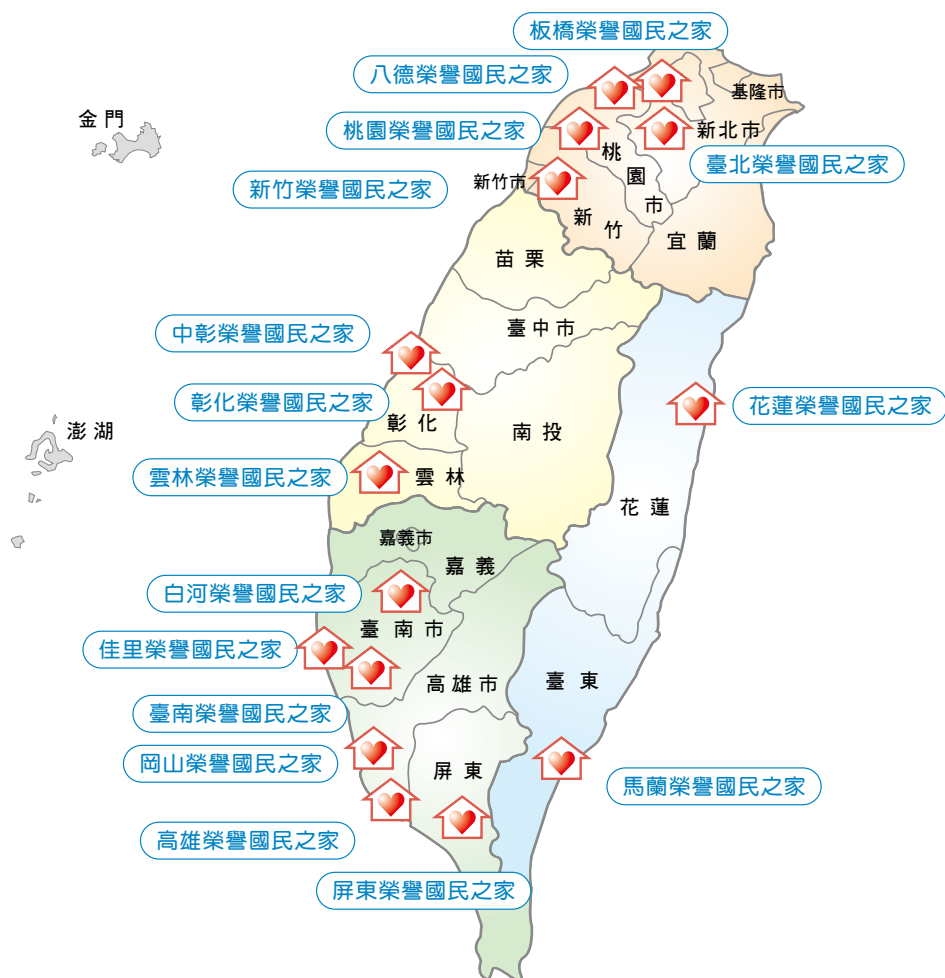 板橋榮譽國民之家
八德榮譽國民之家
基隆市
金門
桃園榮譽國民之家
新北市
桃園市
臺北榮譽國民之家
新竹榮譽國民之家
新竹市
新竹
宜蘭
苗栗
臺中市
中彰榮譽國民之家
彰化榮譽國民之家
花蓮榮譽國民之家
彰化
南投
澎湖
雲林榮譽國民之家
雲林
花蓮
嘉義市
嘉義
白河榮譽國民之家
臺南市
佳里榮譽國民之家
高雄市
臺東
臺南榮譽國民之家
岡山榮譽國民之家
屏東
馬蘭榮譽國民之家
高雄榮譽國民之家
屏東榮譽國民之家